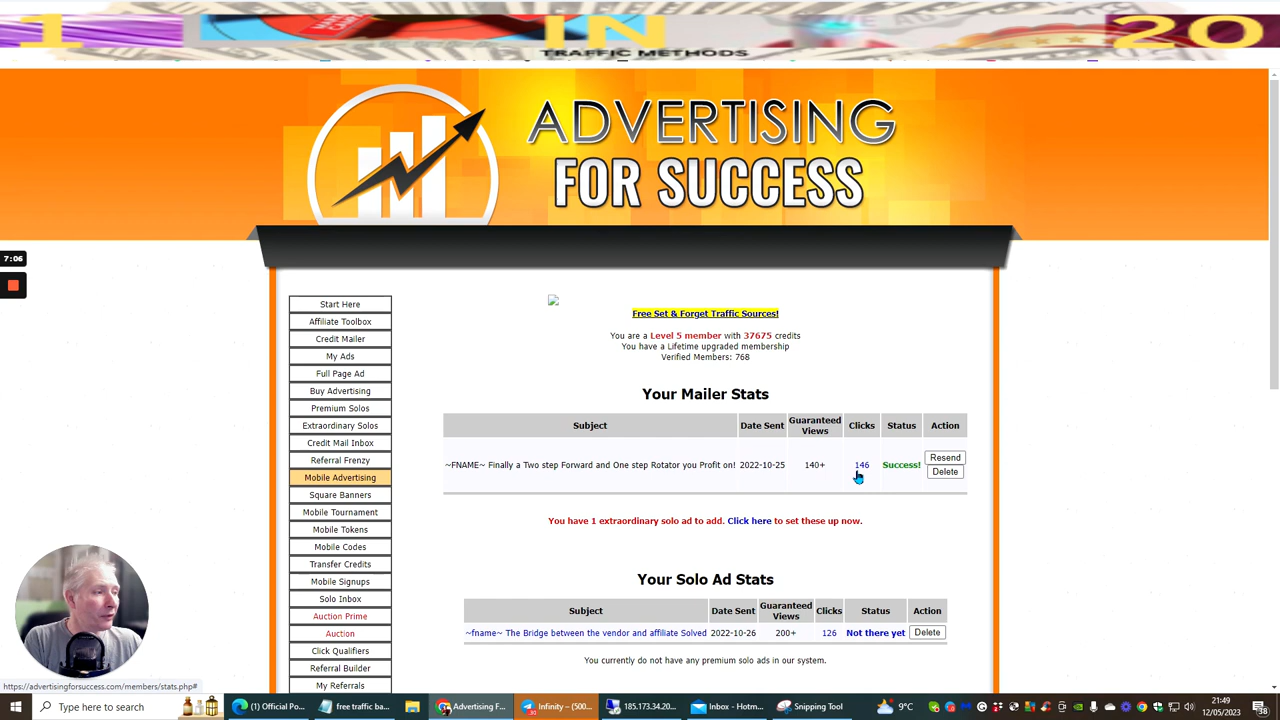 1 IN 20
TRAFFIC METHODS
ADVERTISING
FOR SUCCESS
7:06
Start Here
Affiliate Toolbox
Credit Mailer
My Ads
Full Page Ad
Buy Advertising
Premium Solos
Extraordinary Solos
Credit Mail Inbox
Referral Frenzy
Mobile Advertising
Square Banners
Mobile Tournament
Mobile Tokens
Mobile Codes
Transfer Credits
Mobile Signups
Solo Inbox
Auction Prime
Auction
Click Qualifiers
Referral Builder
My Referrals
Free Set & Forget Traffic Sources!
You are a Level 5 member with 37675 credits
You have a Lifetime upgraded membership
Verified Members: 768
Your Mailer Stats
Subject Date Sent Guaranteed Views Clicks Status Action
~FNAME~ Finally a Two step Forward and One step Rotator you Profit on! 2022-10-25 140+ 146 Success! Resend
Delete
You have 1 extraordinary solo ad to add. Click here to set these up now.
Your Solo Ad Stats
Subject Date Sent Guaranteed Views Clicks Status Action
~fname~ The Bridge between the vendor and affiliate Solved 2022-10-26 200+ 126 Not there yet Delete
You currently do not have any premium solo ads in our system.
https://advertisingforsuccess.com/members/stats.php#
Type here to search (1) Official Po... free traffic ba... Advertising F... Infinity – (500... 185.173.34.20... Inbox - Hotm... Snipping Tool 9°C 21:49
12/05/2023